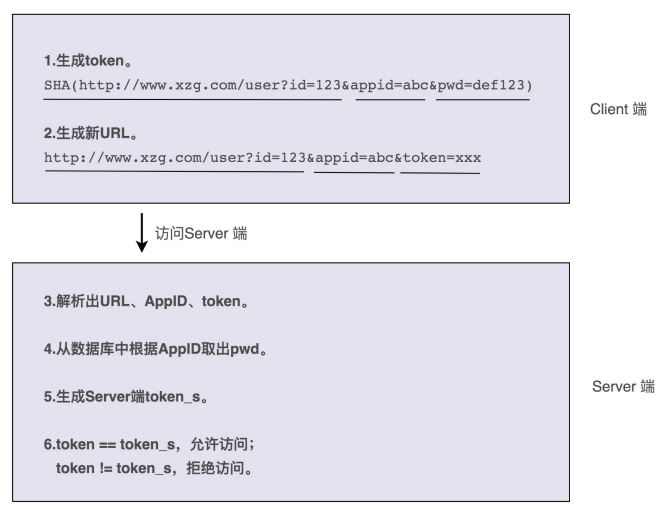 1.生成token。
SHA(http://www.xzg.com/user?id=123&appid=abc&pwd=def123)
Client 端
2.生成新URL。
http://www.xzg.com/user?id=123&appid=abc&token=xxx
访问Server 端
3.解析出URL、AppID、token。
4.从数据库中根据AppID取出pwd。
5.生成Server端token_s。
Server 端
6.token == token_s，允许访问；
token != token_s，拒绝访问。